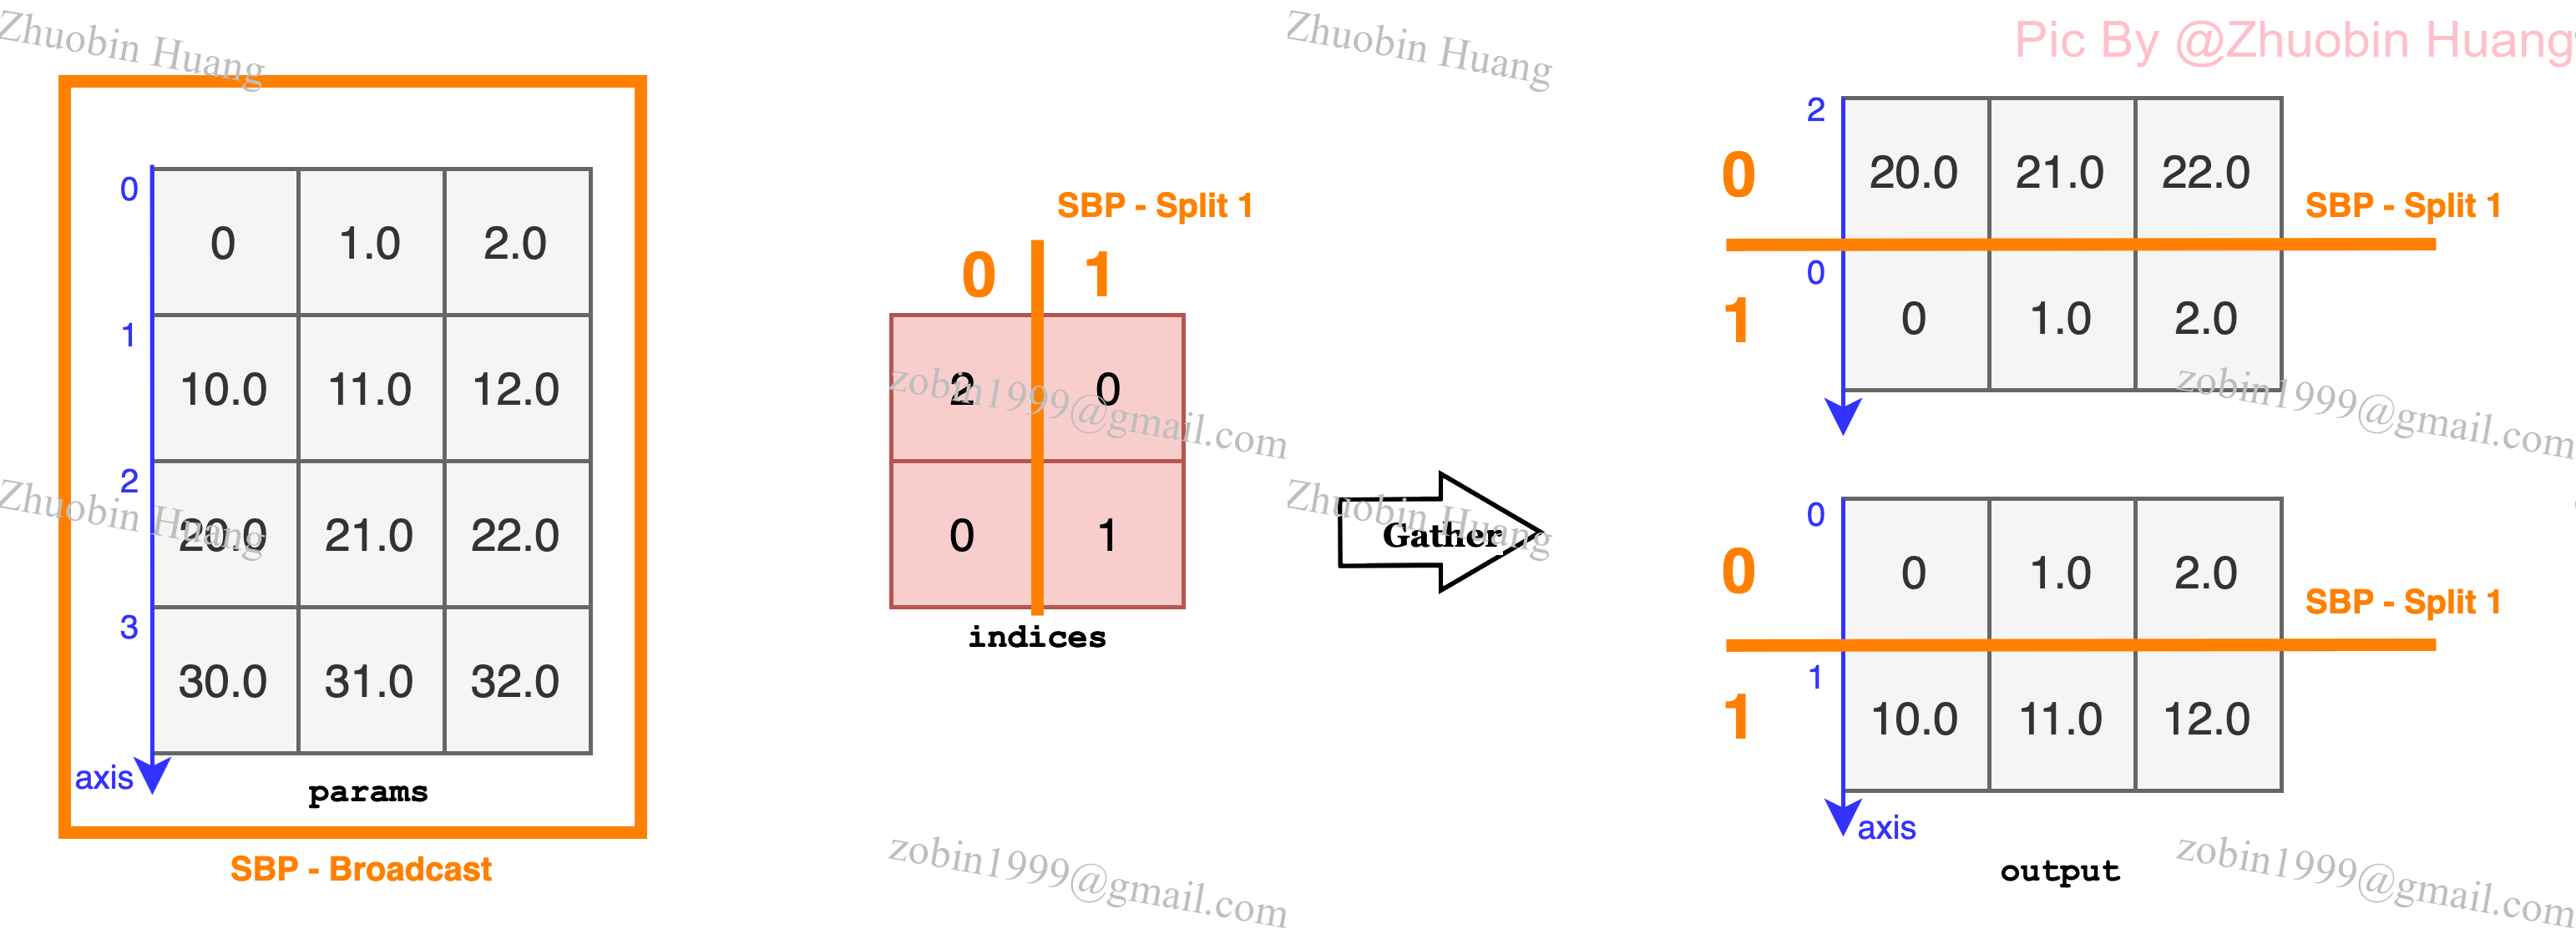 Zhuobin Huang
Zhuobin Huang
Pic By @Zhuobin Huang
0
0 1.0 2.0
1
10.0 11.0 12.0
2
20.0 21.0 22.0
3
30.0 31.0 32.0
axis
params
SBP - Broadcast
Zhuobin Huang
SBP - Split 1
0 1
2 0
0 1
indices
zobin1999@gmail.com
Zhuobin Huang
Gather
zobin1999@gmail.com
2
0
20.0 21.0 22.0
SBP - Split 1
0
1
0 1.0 2.0
zobin1999@gmail.com
0
0
0 1.0 2.0
SBP - Split 1
1
1
10.0 11.0 12.0
axis
output
zobin1999@gmail.com